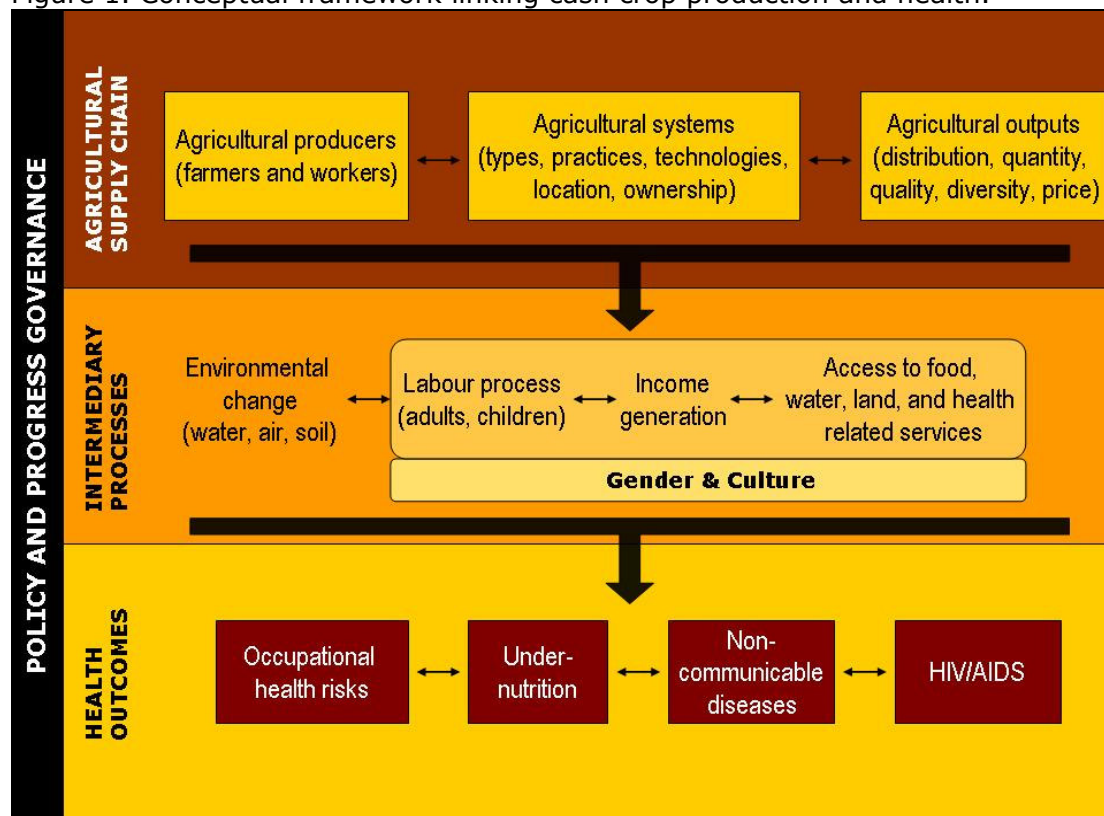 Figure 1. Conceptual framework linking cash crop production and health.
POLICY AND PROGRESS GOVERNANCE
AGRICULTURAL
SUPPLY CHAIN
Agricultural producers
(farmers and workers)
Agricultural systems
(types, practices, technologies,
location, ownership)
Agricultural outputs
(distribution, quantity,
quality, diversity, price)
INTERMEDIARY
PROCESSES
Environmental
change
(water, air, soil)
Labour process
(adults, children)
Income
generation
Access to food,
water, land, and health
related services
Gender & Culture
HEALTH
OUTCOMES
Occupational
health risks
Under-
nutrition
Non-
communicable
diseases
HIV/AIDS